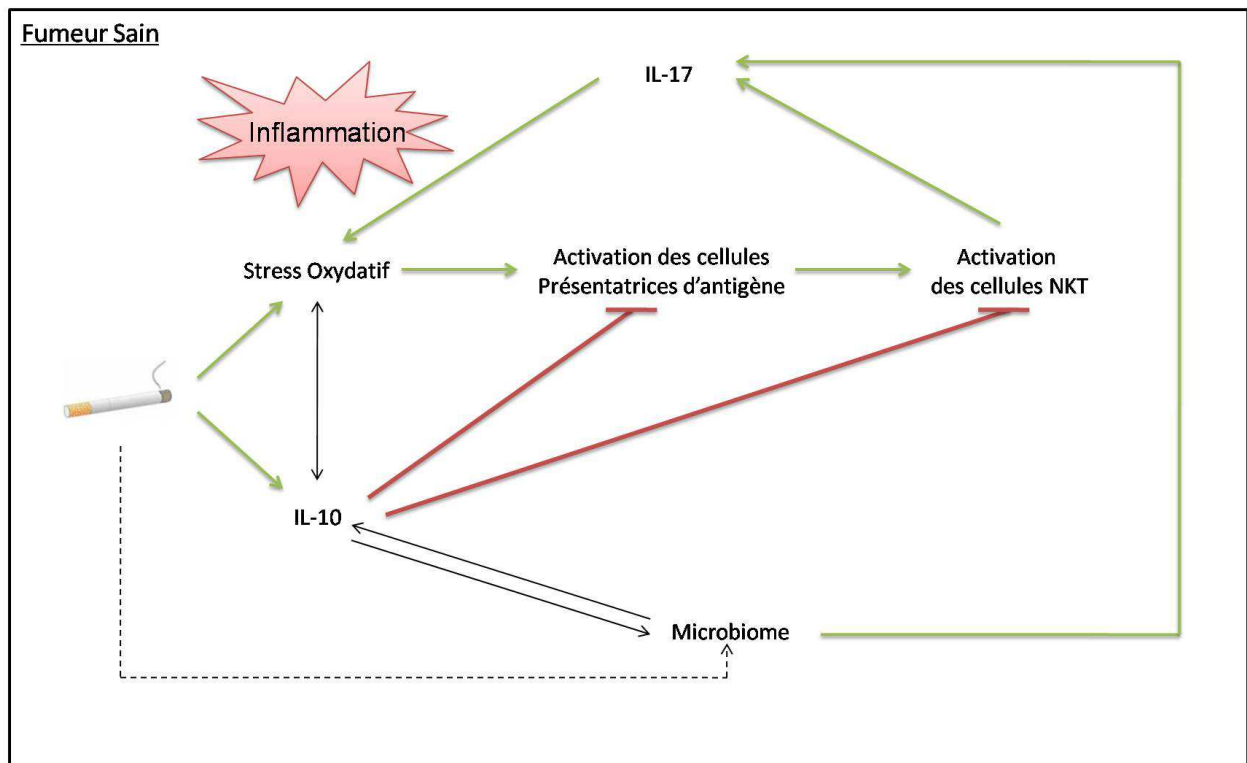 Fumeur Sain
IL-17
Inflammation
Stress Oxydatif
Activation des cellules
Présentatrices d'antigène
Activation
des cellules NKT
IL-10
Microbiome